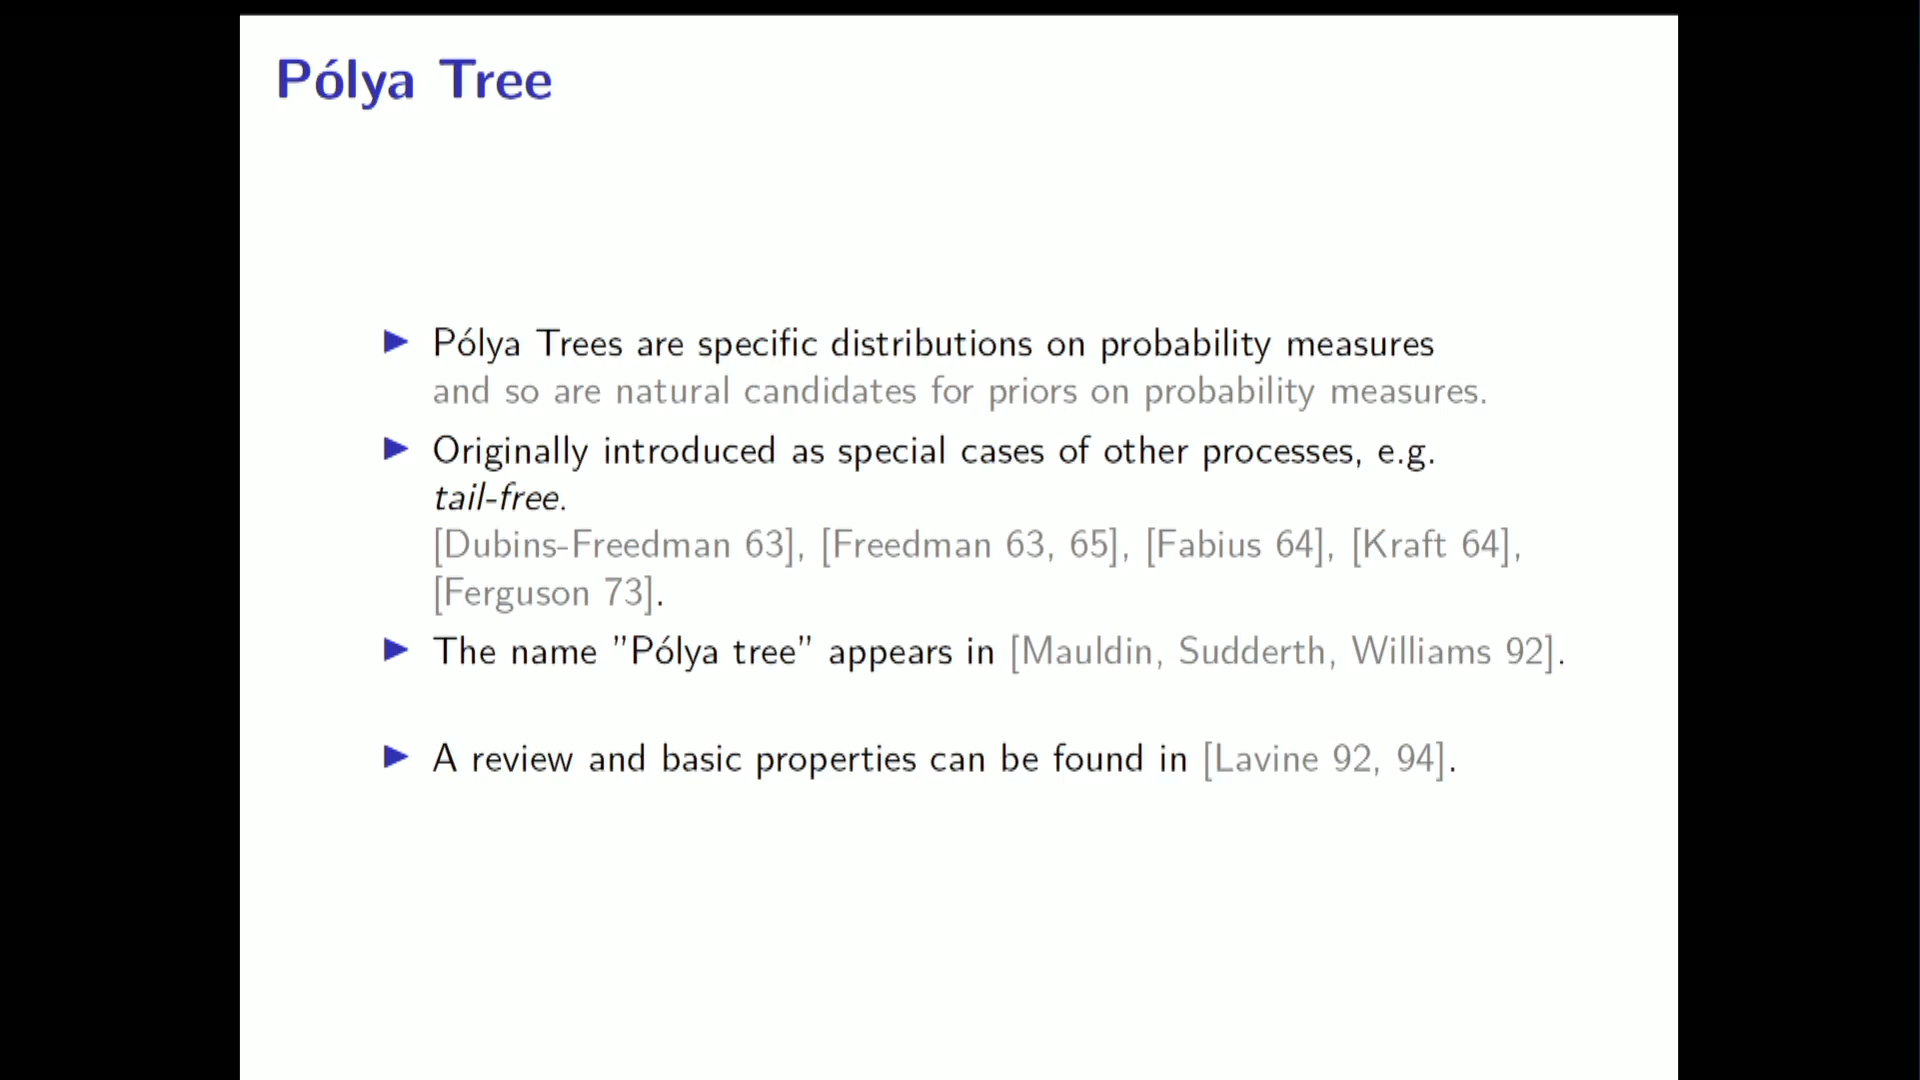 Pólya Tree
Pólya Trees are specific distributions on probability measures
and so are natural candidates for priors on probability measures.
Originally introduced as special cases of other processes, e.g.
tail-free.
[Dubins-Freedman 63], [Freedman 63, 65], [Fabius 64], [Kraft 64],
[Ferguson 73].
The name ”Pólya tree” appears in [Mauldin, Sudderth, Williams 92].
A review and basic properties can be found in [Lavine 92, 94].